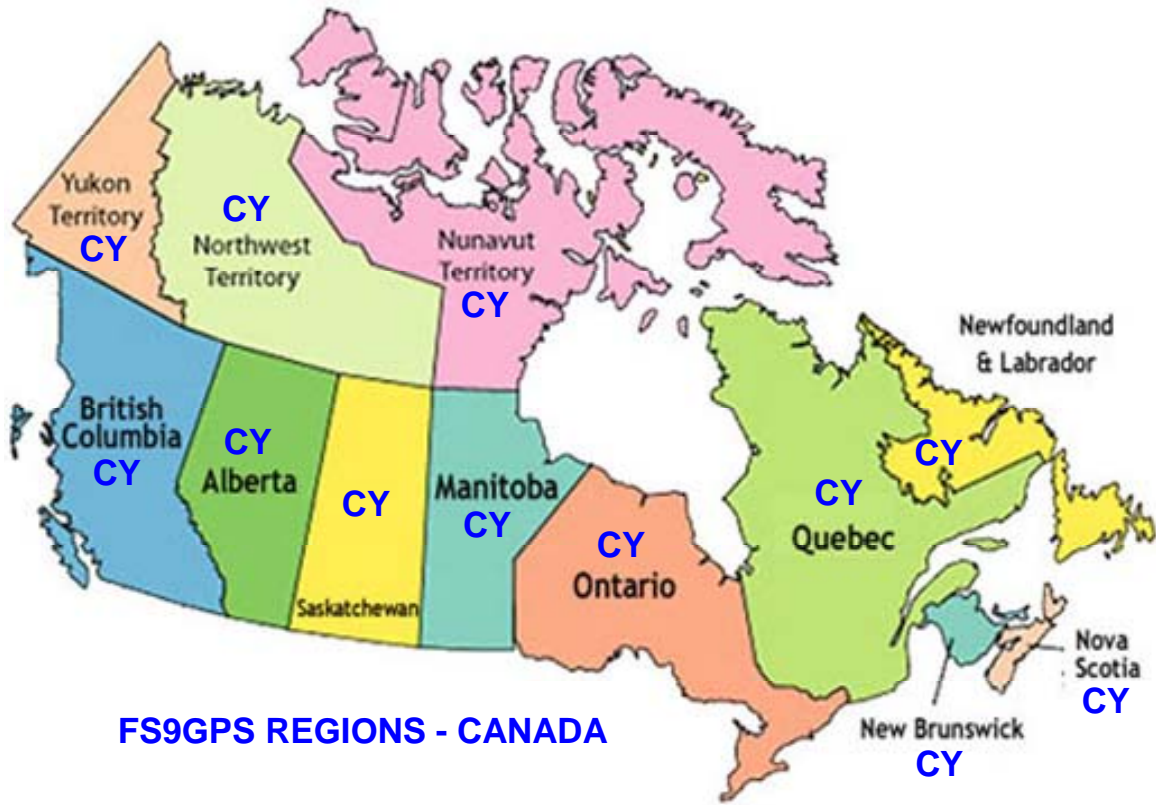 Yukon
Territory
CY
CY
Northwest
Territory
Nunavut
Territory
CY
Newfoundland
& Labrador
CY
British
Columbia
CY
CY
Alberta
CY
Saskatchewan
Manitoba
CY
CY
Ontario
CY
Quebec
Nova
Scotia
CY
New Brunswick
CY
FS9GPS REGIONS - CANADA